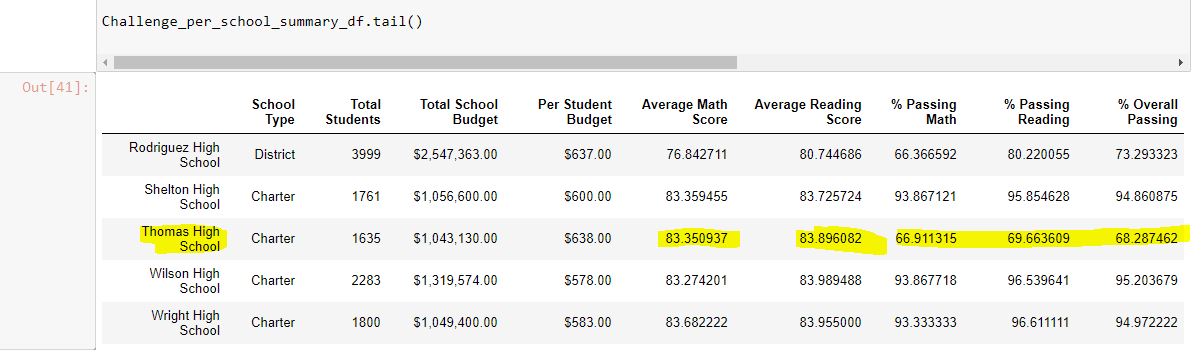 Challenge_per_school_summary_df.tail()
Out[41]:
School Type Total Students Total School Budget Per Student Budget Average Math Score Average Reading Score % Passing Math % Passing Reading % Overall Passing
Rodriguez High School District 3999 $2,547,363.00 $637.00 76.842711 80.744686 66.366592 80.220055 73.293323
Shelton High School Charter 1761 $1,056,600.00 $600.00 83.359455 83.725724 93.867121 95.854628 94.860875
Thomas High School Charter 1635 $1,043,130.00 $638.00 83.350937 83.896082 66.911315 69.663609 68.287462
Wilson High School Charter 2283 $1,319,574.00 $578.00 83.274201 83.989488 93.867718 96.539641 95.203679
Wright High School Charter 1800 $1,049,400.00 $583.00 83.682222 83.955000 93.333333 96.611111 94.972222